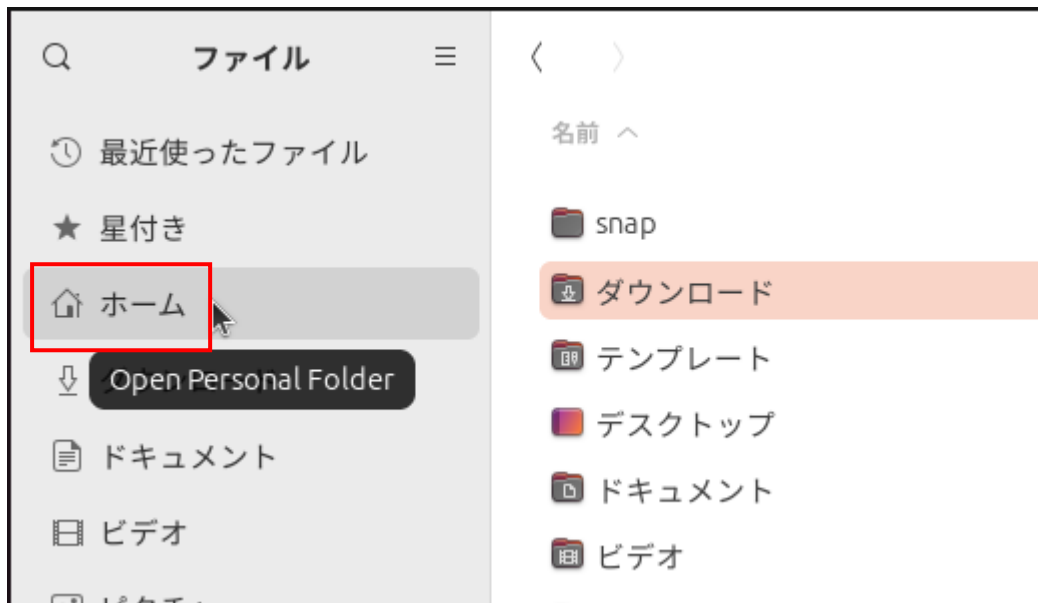 ファイル
最近使ったファイル
星付き
ホーム
Open Personal Folder
ドキュメント
ビデオ
名前
snap
ダウンロード
テンプレート
デスクトップ
ドキュメント
ビデオ